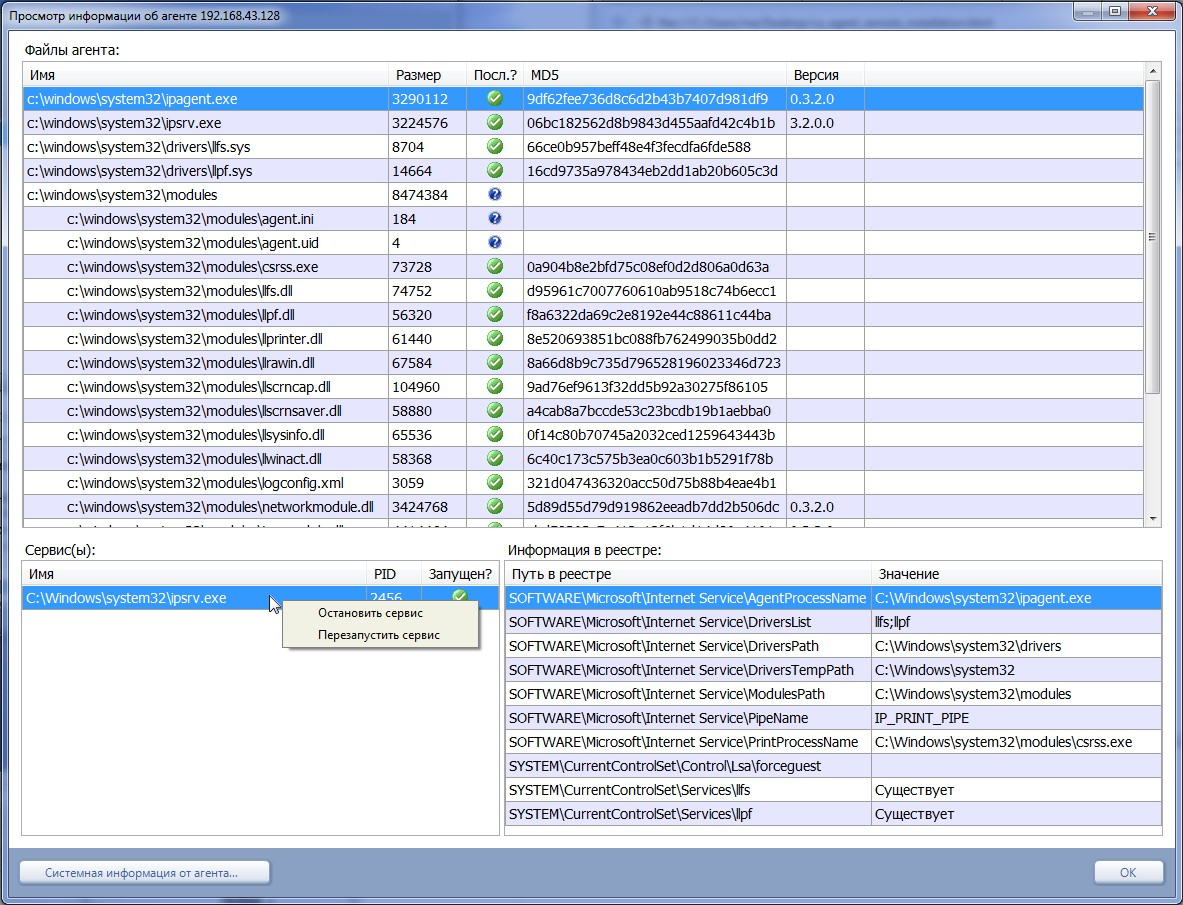 Просмотр информации об агенте 192.168.43.128
Файлы агента:
Имя Размер Посл.? MD5 Версия
c:\windows\system32\ipagent.exe 3290112 9df62fee736d8c6d2b43b7407d981df9 0.3.2.0
c:\windows\system32\ipsrv.exe 3224576 06bc182562d8b9843d455aafd42c4b1b 3.2.0.0
c:\windows\system32\drivers\llfs.sys 8704 66ce0b957beff48e4f3fecdfa6fde588
c:\windows\system32\drivers\llpf.sys 14664 16cd9735a978434eb2dd1ab20b605c3d
c:\windows\system32\modules 8474384
c:\windows\system32\modules\agent.ini 184
c:\windows\system32\modules\agent.uid 4
c:\windows\system32\modules\csrss.exe 73728 0a904b8e2bfd75c08ef0d2d806a0d63a
c:\windows\system32\modules\llfs.dll 74752 d95961c7007760610ab9518c74b6ecc1
c:\windows\system32\modules\llpf.dll 56320 f8a6322da69c2e8192e44c88611c44ba
c:\windows\system32\modules\llprinter.dll 61440 8e520693851bc088fb762499035b0dd2
c:\windows\system32\modules\llrawin.dll 67584 8a66d8b9c735d796528196023346d723
c:\windows\system32\modules\llscrncap.dll 104960 9ad76ef9613f32dd5b92a30275f86105
c:\windows\system32\modules\llscrnsaver.dll 58880 a4cab8a7bccde53c23bcdb19b1aebba0
c:\windows\system32\modules\llsysinfo.dll 65536 0f14c80b70745a2032ced1259643443b
c:\windows\system32\modules\llwinact.dll 58368 6c40c173c575b3ea0c603b1b5291f78b
c:\windows\system32\modules\logconfig.xml 3059 321d047436320acc50d75b88b4eae4b1
c:\windows\system32\modules\networkmodule.dll 3424768 5d89d55d79d919862eeadb7dd2b506dc 0.3.2.0
Сервис(ы):
Имя PID Запущен?
C:\Windows\system32\ipsrv.exe 2456
Остановить сервис
Перезапустить сервис
Информация в реестре:
Путь в реестре Значение
SOFTWARE\Microsoft\Internet Service\AgentProcessName C:\Windows\system32\ipagent.exe
SOFTWARE\Microsoft\Internet Service\DriversList llfs;llpf
SOFTWARE\Microsoft\Internet Service\DriversPath C:\Windows\system32\drivers
SOFTWARE\Microsoft\Internet Service\DriversTempPath C:\Windows\system32
SOFTWARE\Microsoft\Internet Service\ModulesPath C:\Windows\system32\modules
SOFTWARE\Microsoft\Internet Service\PipeName IP_PRINT_PIPE
SOFTWARE\Microsoft\Internet Service\PrintProcessName C:\Windows\system32\modules\csrss.exe
SYSTEM\CurrentControlSet\Control\Lsa\forceguest
SYSTEM\CurrentControlSet\Services\llfs Существует
SYSTEM\CurrentControlSet\Services\llpf Существует
Системная информация от агента...
OK